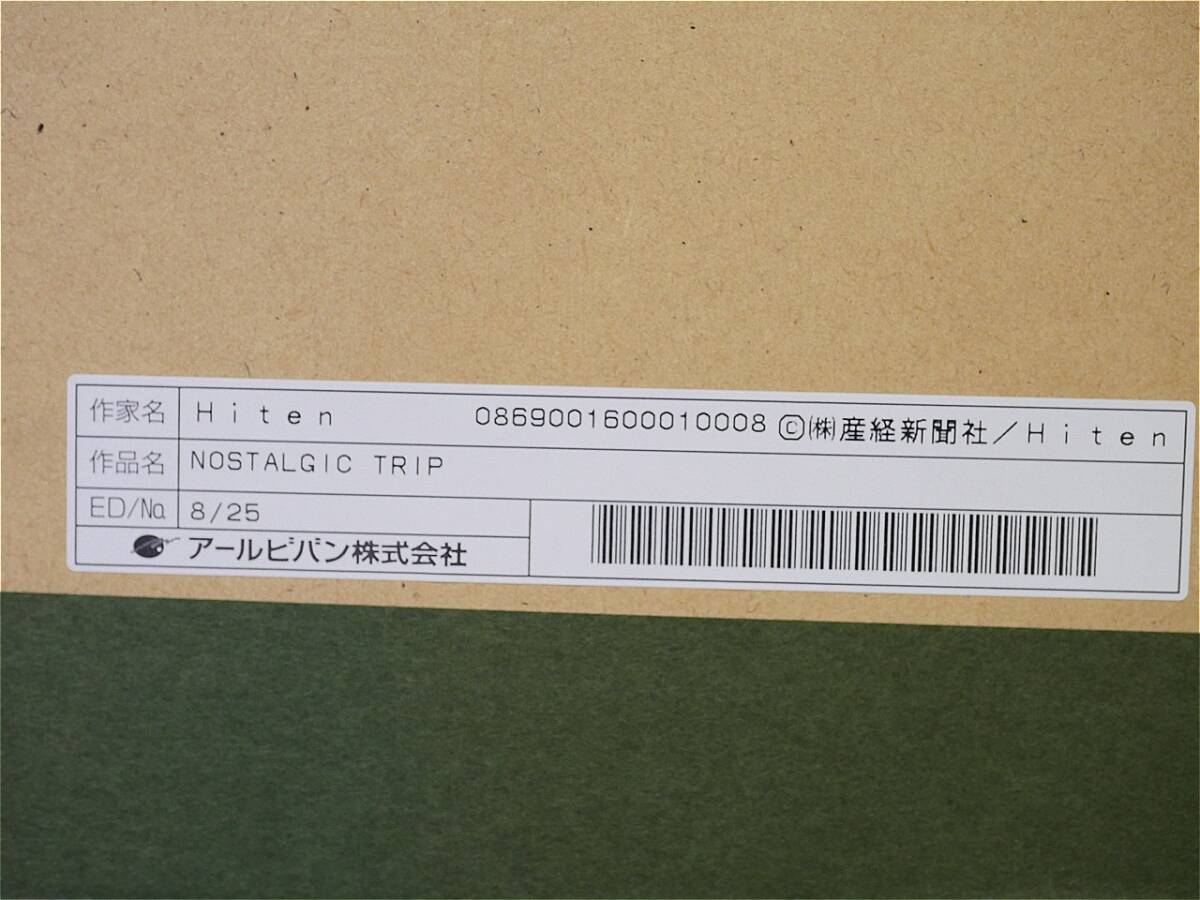 作家名 Hiten 0869001600010008 ©㈱産経新聞社／Hiten
作品名 NOSTALGIC TRIP
ED/No. 8/25
アールビバン株式会社